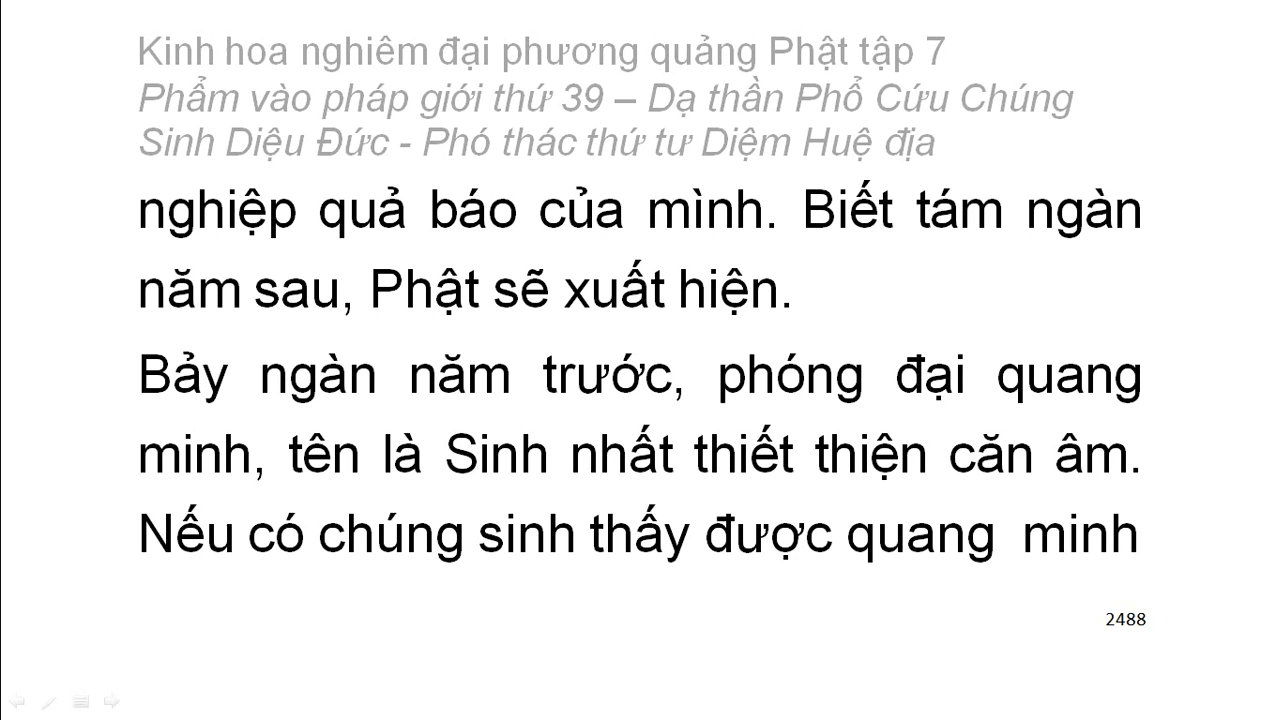 Kinh hoa nghiêm đại phương quảng Phật tập 7
Phẩm vào pháp giới thứ 39 – Dạ thần Phổ Cứu Chúng
Sinh Diệu Đức - Phó thác thứ tư Diệm Huệ địa
nghiệp quả báo của mình. Biết tám ngàn
năm sau, Phật sẽ xuất hiện.
Bảy ngàn năm trước, phóng đại quang
minh, tên là Sinh nhất thiết thiện căn âm.
Nếu có chúng sinh thấy được quang minh
2488